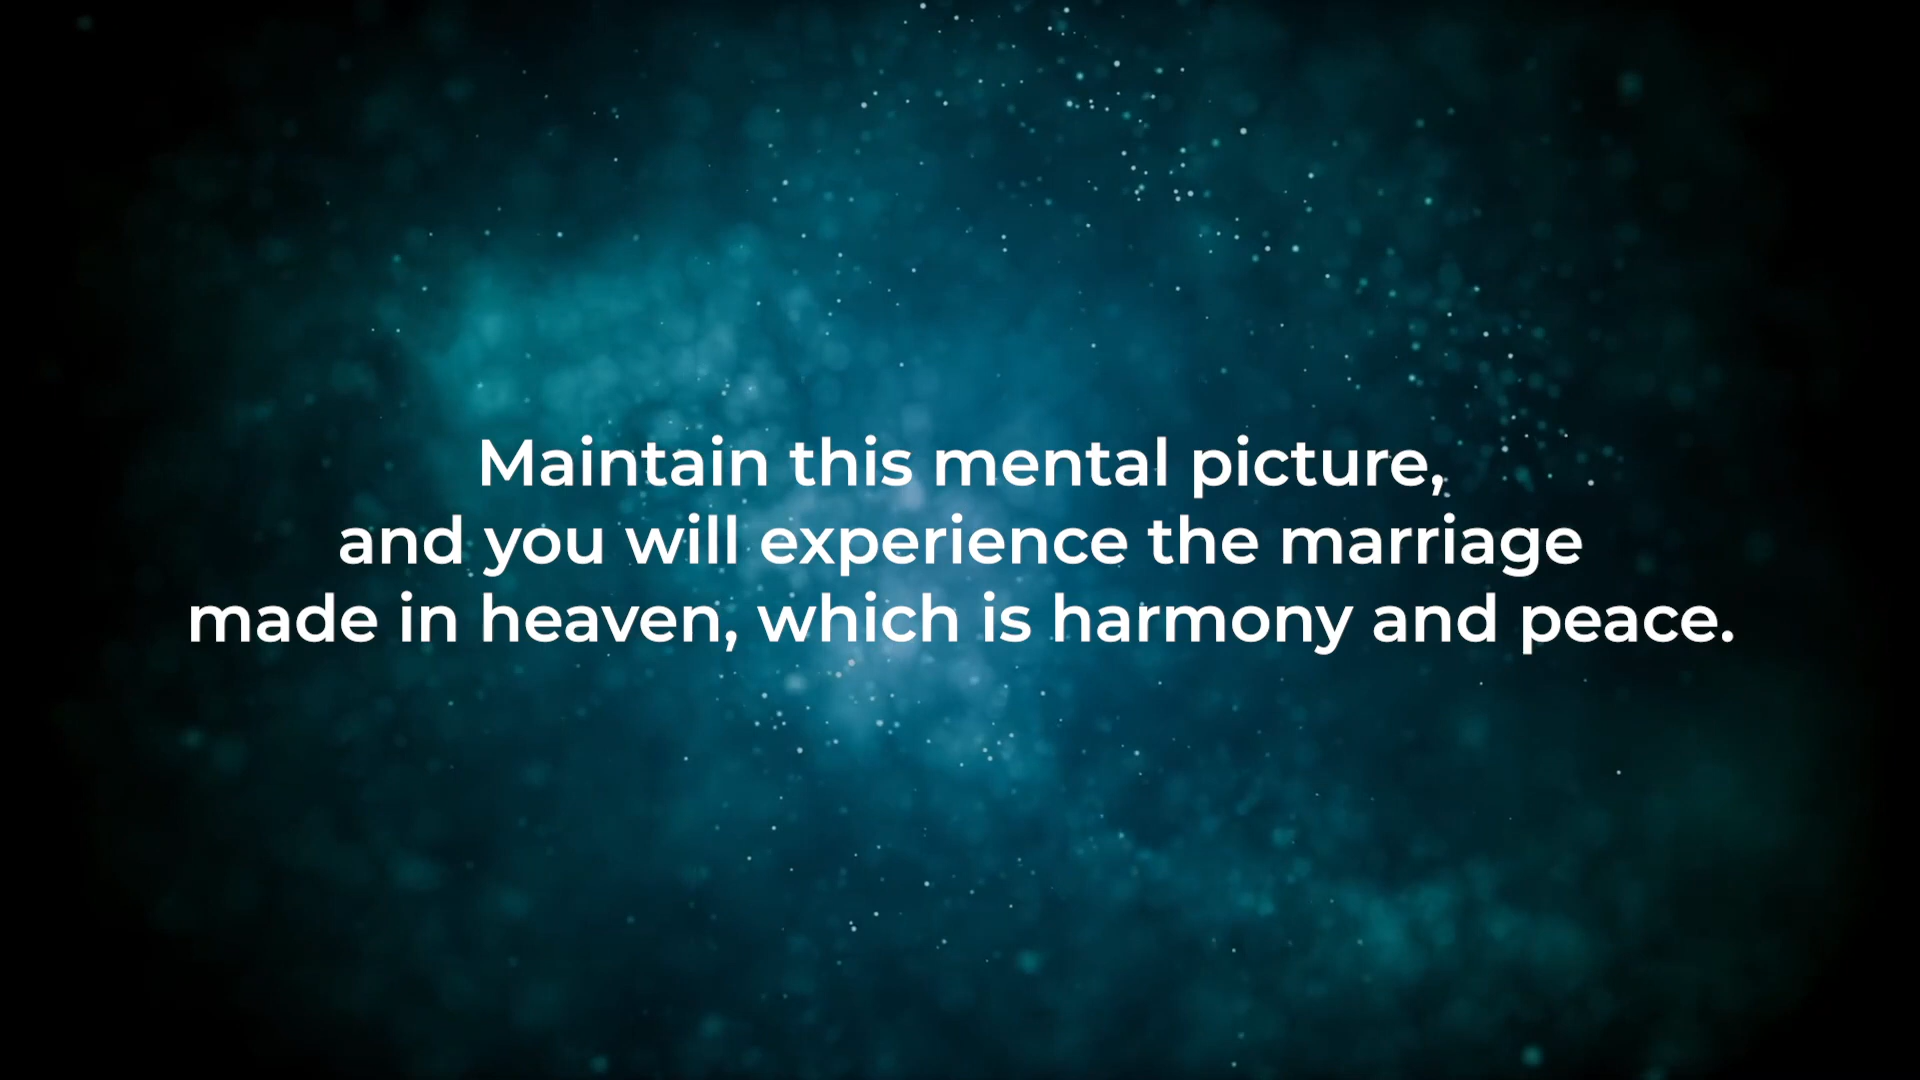 Maintain this mental picture,
and you will experience the marriage
made in heaven, which is harmony and peace.